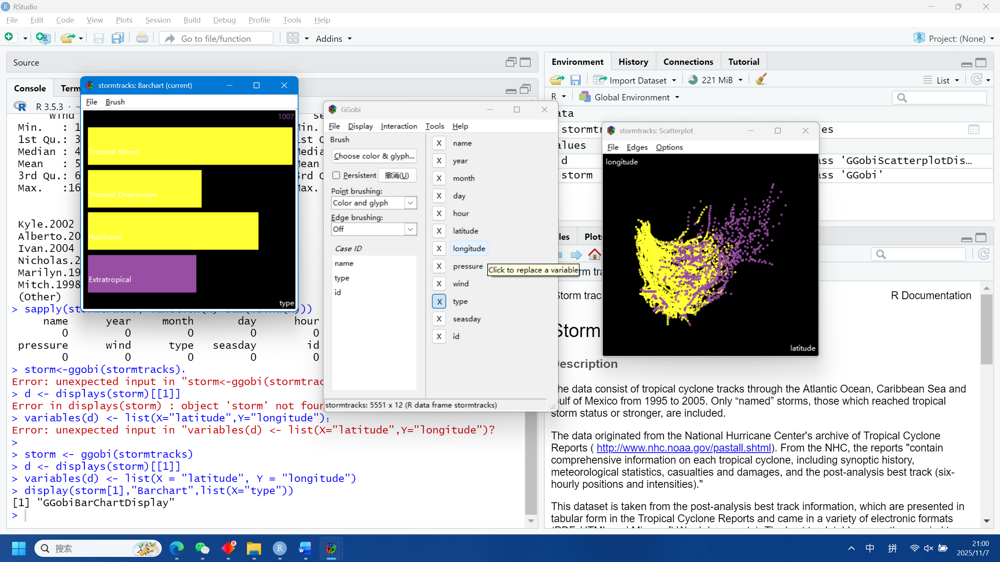 RStudio
File Edit Code View Plots Session Build Debug Profile Tools Help
Go to file/function
Addins
Project: (None)
Source
Console
Term
R 3.5.3 · ~
wind
Min. : 1
1st Qu.: 3
Median : 4
Mean : 5
3rd Qu.: 6
Max. :16
Kyle.2002
Alberto.20
Ivan.2004
Nicholas.2
Marilyn.19
Mitch.1998
(Other)
> sapply(st
)))
name year month day hour
0 0 0 0 0
pressure wind type seasday id
0 0 0 0 0
> storm<-ggobi(stormtracks),
Error: unexpected input in "storm<-ggobi(stormtrac
> d <- displays(storm)[[1]]
Error in displays(storm) : object 'storm' not four
> variables(d) <- list(X="latitude",Y="longitude");
Error: unexpected input in "variables(d) <- list(X="latitude",Y="longitude")?
>
> storm <- ggobi(stormtracks)
> d <- displays(storm)[[1]]
> variables(d) <- list(X = "latitude", Y = "longitude")
> display(storm[1],"Barchart",list(X="type"))
[1] "GGobiBarChartDisplay"
>
stormtracks: Barchart (current)
File Brush
1007
Tropical Storm
Tropical Depression
Hurricane
Extratropical
type
GGobi
File Display Interaction Tools Help
Brush
Choose color & glyph...
Persistent 撤消(U)
Point brushing:
Color and glyph
Edge brushing:
Off
Case ID
name
type
id
X name
X year
X month
X day
X hour
X latitude
X longitude
X pressure
X wind
X type
X seasday
X id
Click to replace a variable
stormtracks: 5551 x 12 (R data frame stormtracks)
Environment History Connections Tutorial
Import Dataset
221 MiB
List
R
Global Environment
ata
stormtr
es
alues
d
ass 'GGobiScatterplotDis…
storm
ass 'GGobi'
stormtracks: Scatterplot
File Edges Options
longitude
latitude
les
Plots
rm tra
Storm trac
R Documentation
Storm
Description
The data consist of tropical cyclone tracks through the Atlantic Ocean, Caribbean Sea and
Gulf of Mexico from 1995 to 2005. Only “named” storms, those which reached tropical
storm status or stronger, are included.
The data originated from the National Hurricane Center's archive of Tropical Cyclone
Reports ( http://www.nhc.noaa.gov/pastall.shtml). From the NHC, the reports "contain
comprehensive information on each tropical cyclone, including synoptic history,
meteorological statistics, casualties and damages, and the post-analysis best track (six-
hourly positions and intensities)."
This dataset is taken from the post-analysis best track information, which are presented in
tabular form in the Tropical Cyclone Reports and came in a variety of electronic formats
搜索
8
中
拼
21:00
2025/11/7